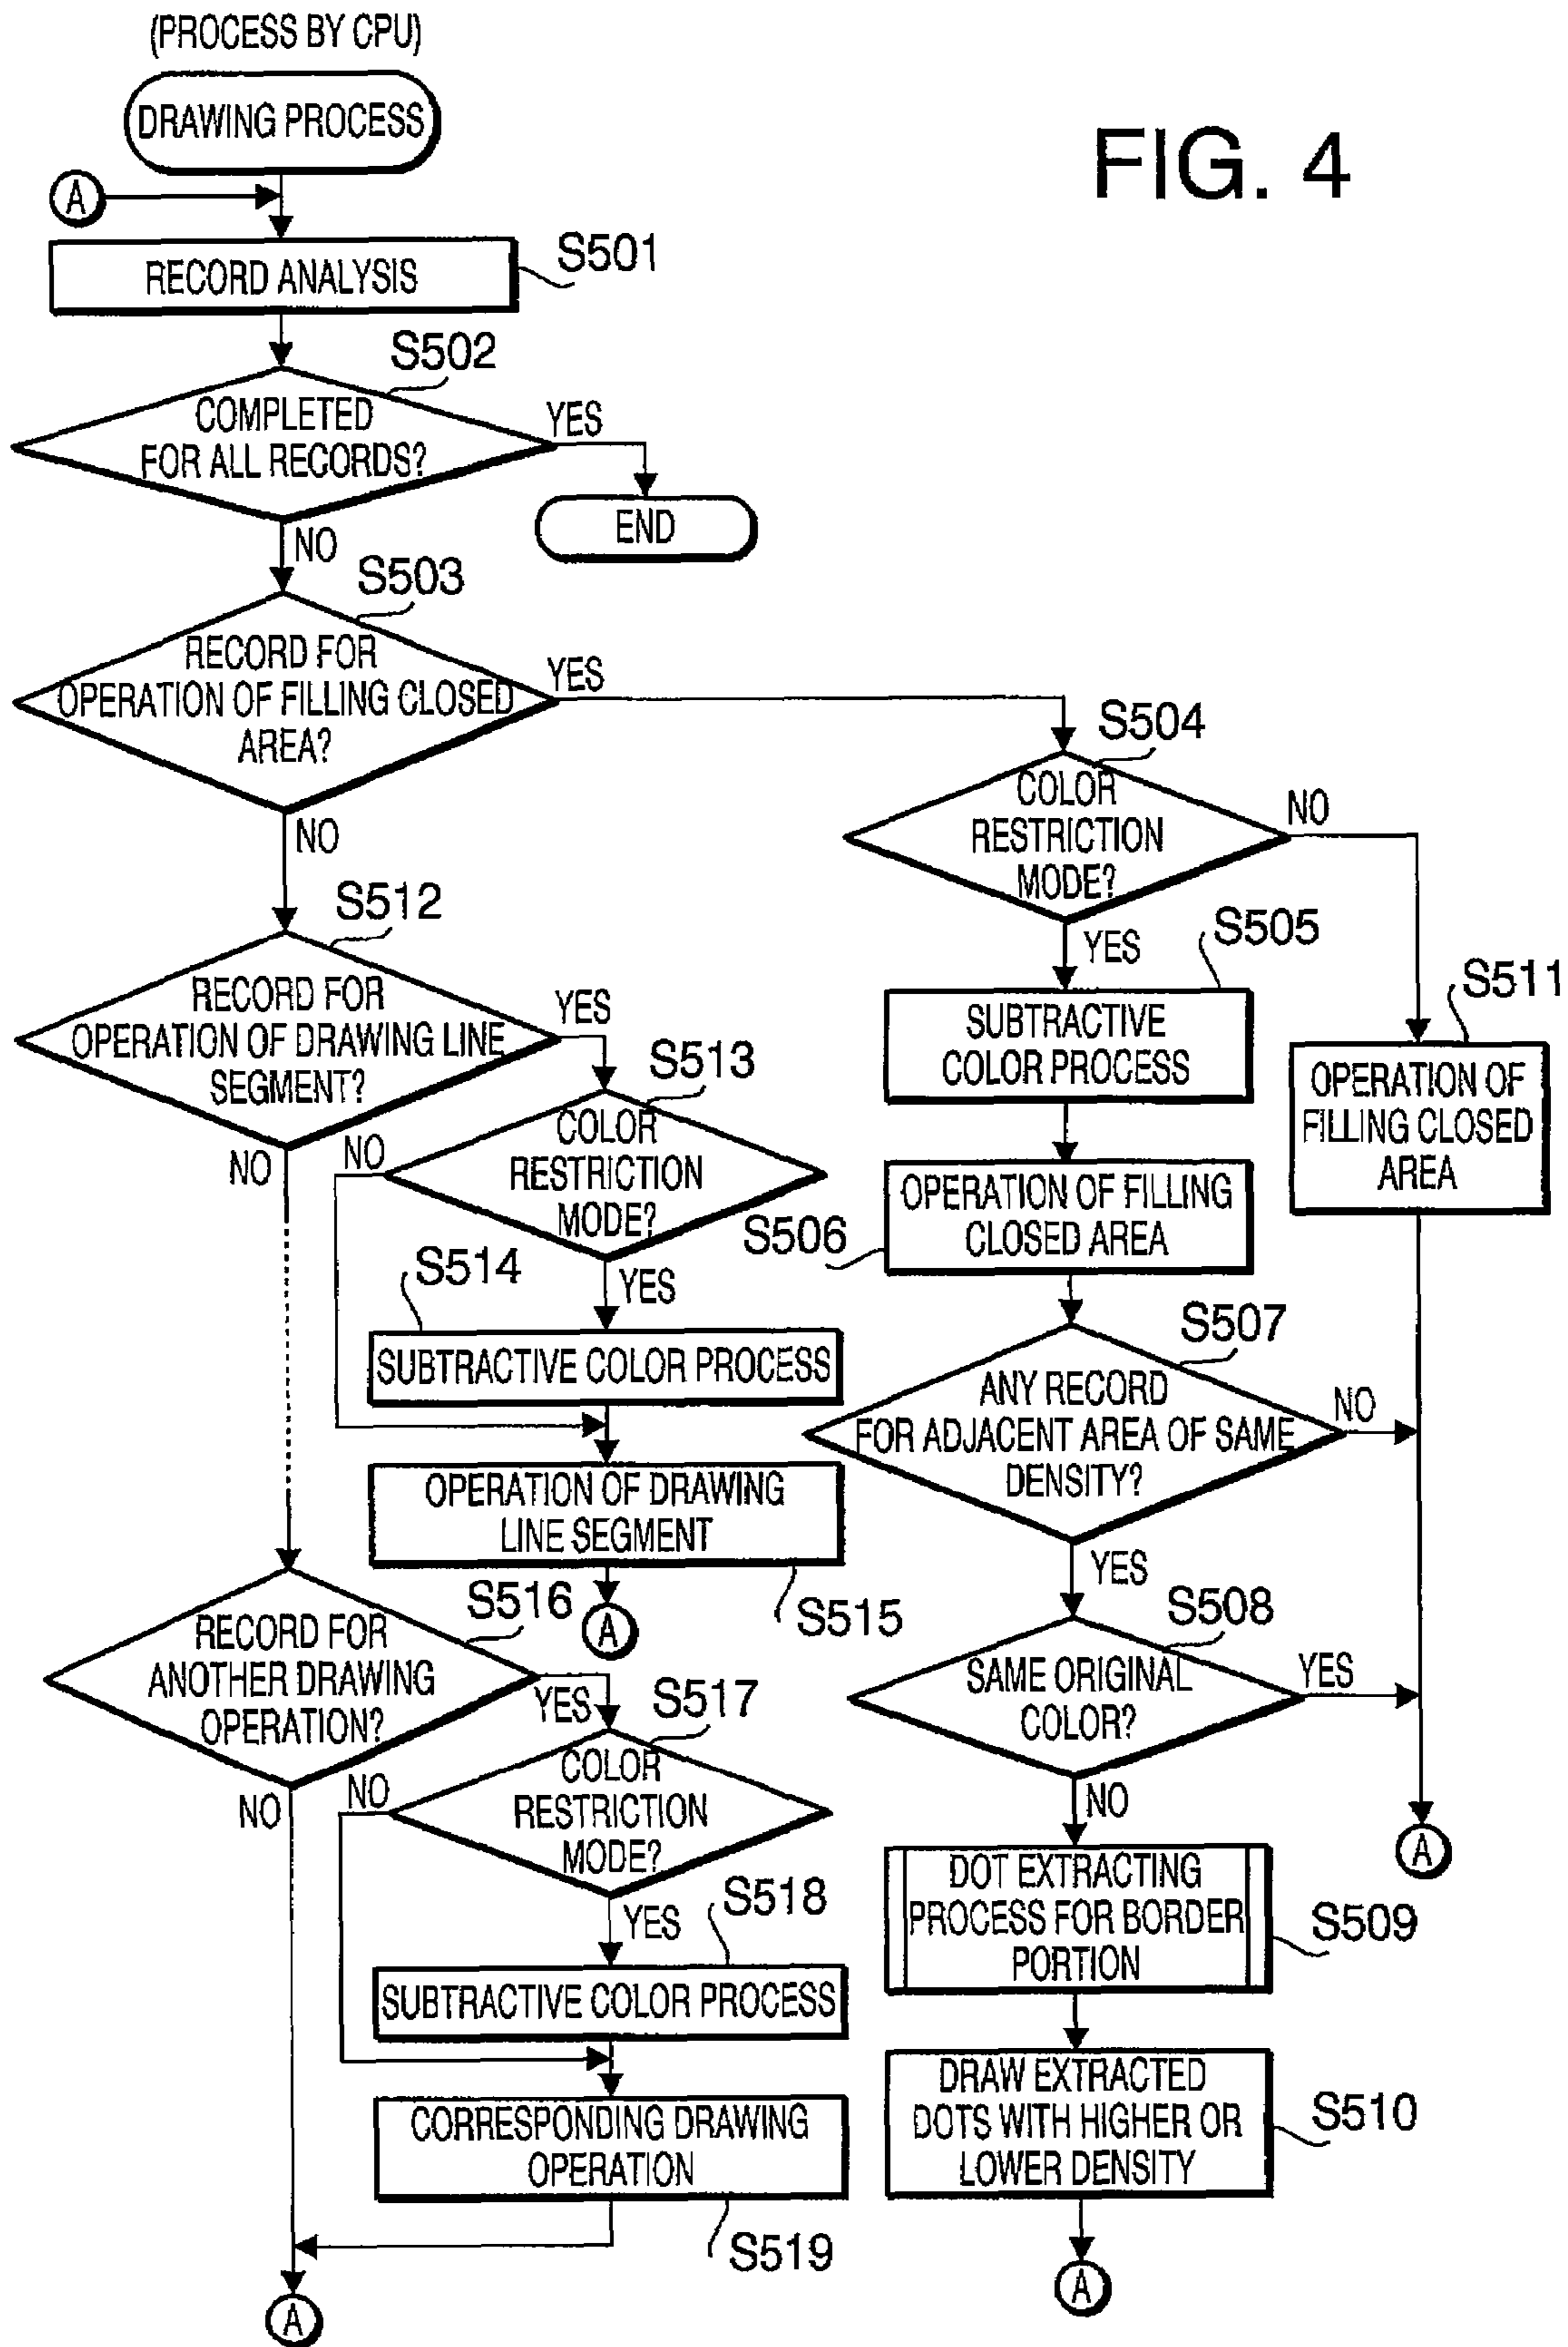 (PROCESS BY CPU)
DRAWING PROCESS
FIG. 4
A
RECORD ANALYSIS
S501
S502
COMPLETED
FOR ALL RECORDS?
YES
END
NO
S503
RECORD FOR
OPERATION OF FILLING CLOSED
AREA?
YES
NO
S504
COLOR
RESTRICTION
MODE?
NO
YES
S505
SUBTRACTIVE
COLOR PROCESS
S511
OPERATION OF
FILLING CLOSED
AREA
S506
OPERATION OF FILLING
CLOSED AREA
S507
ANY RECORD
FOR ADJACENT AREA OF SAME
DENSITY?
NO
YES
S508
SAME ORIGINAL
COLOR?
YES
NO
A
DOT EXTRACTING
PROCESS FOR BORDER
PORTION
S509
DRAW EXTRACTED
DOTS WITH HIGHER OR
LOWER DENSITY
S510
A
S512
RECORD FOR
OPERATION OF DRAWING LINE
SEGMENT?
YES
NO
S513
COLOR
RESTRICTION
MODE?
NO
YES
S514
SUBTRACTIVE COLOR PROCESS
OPERATION OF DRAWING
LINE SEGMENT
S515
A
S516
RECORD FOR
ANOTHER DRAWING
OPERATION?
YES
NO
S517
COLOR
RESTRICTION
MODE?
NO
YES
S518
SUBTRACTIVE COLOR PROCESS
CORRESPONDING DRAWING
OPERATION
S519
A